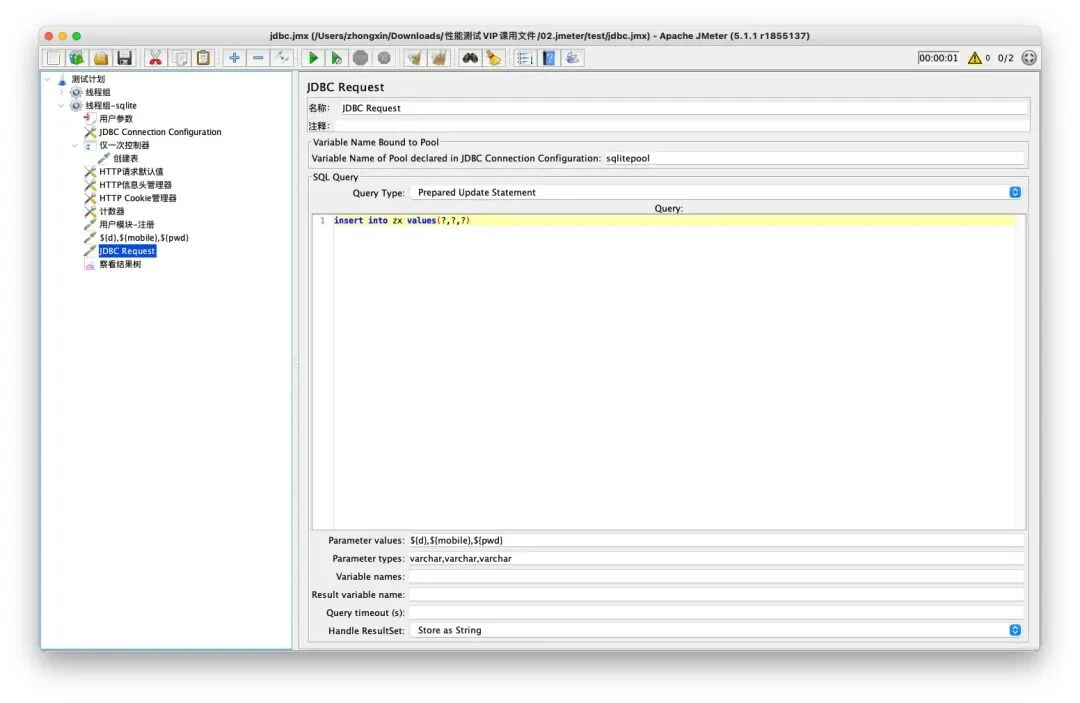 jdbc.jmx (/Users/zhongxin/Downloads/性能测试VIP课用文件/02.jmeter/test/jdbc.jmx) - Apache JMeter (5.1.1 r1855137)
00:00:01 0 0/2
测试计划
线程组
线程组-sqlite
用户参数
JDBC Connection Configuration
仅一次控制器
创建表
HTTP请求默认值
HTTP信息头管理器
HTTP Cookie管理器
计数器
用户模块-注册
${d},${mobile},${pwd}
JDBC Request
察看结果树
JDBC Request
名称: JDBC Request
注释:
Variable Name Bound to Pool
Variable Name of Pool declared in JDBC Connection Configuration: sqlitepool
SQL Query
Query Type: Prepared Update Statement
Query:
1 insert into zx values(?,?,?)
Parameter values: ${d},${mobile},${pwd}
Parameter types: varchar,varchar,varchar
Variable names:
Result variable name:
Query timeout (s):
Handle ResultSet: Store as String